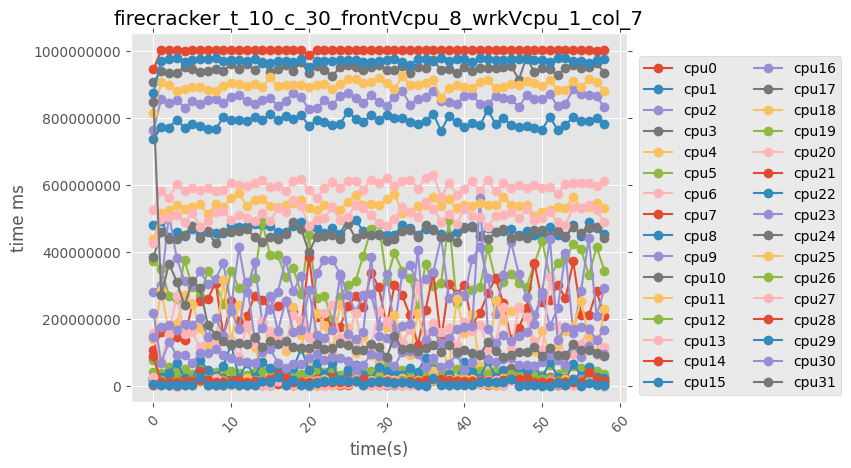 firecracker_t_10_c_30_frontVcpu_8_wrkVcpu_1_col_7
time ms
1000000000
800000000
600000000
400000000
200000000
0
0 10 20 30 40 50 60
time(s)
cpu0 cpu16
cpu1 cpu17
cpu2 cpu18
cpu3 cpu19
cpu4 cpu20
cpu5 cpu21
cpu6 cpu22
cpu7 cpu23
cpu8 cpu24
cpu9 cpu25
cpu10 cpu26
cpu11 cpu27
cpu12 cpu28
cpu13 cpu29
cpu14 cpu30
cpu15 cpu31